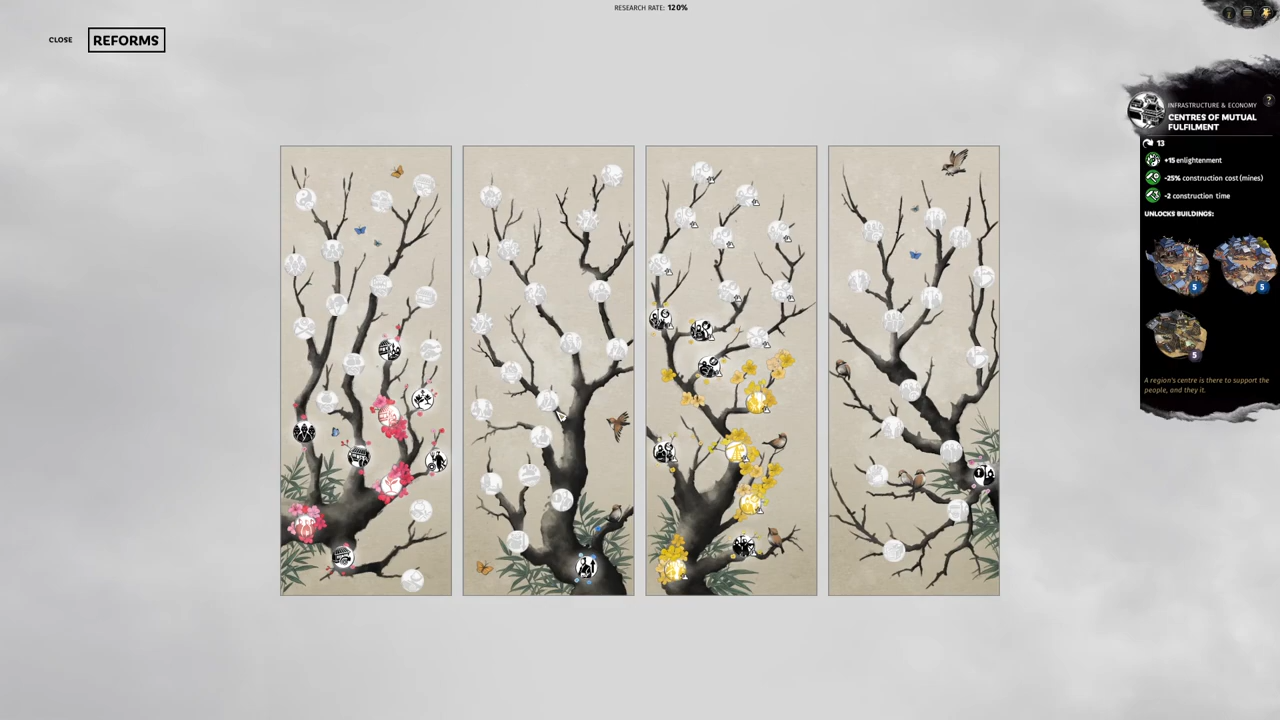 RESEARCH RATE: 120%
CLOSE
REFORMS
INFRASTRUCTURE & ECONOMY
?
CENTRES OF MUTUAL
FULFILMENT
13
+15 enlightenment
-25% construction cost (mines)
-2 construction time
UNLOCKS BUILDINGS:
5
5
5
A region's centre is there to support the
people, and they it.